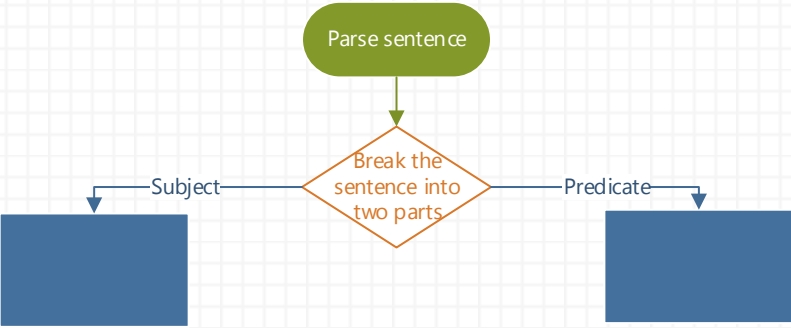 Parse sentence
Break the
Subject
sentence into
Predicate
two parts